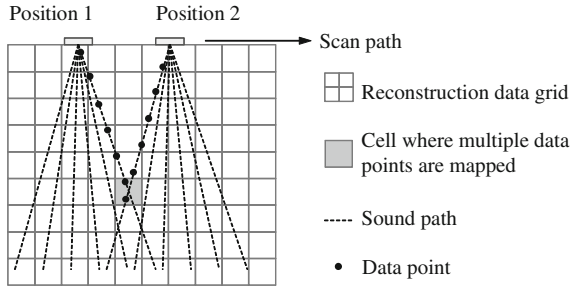 Position 1
Position 2
Scan path
Reconstruction data grid
Cell where multiple data
points are mapped
Sound path
Data point